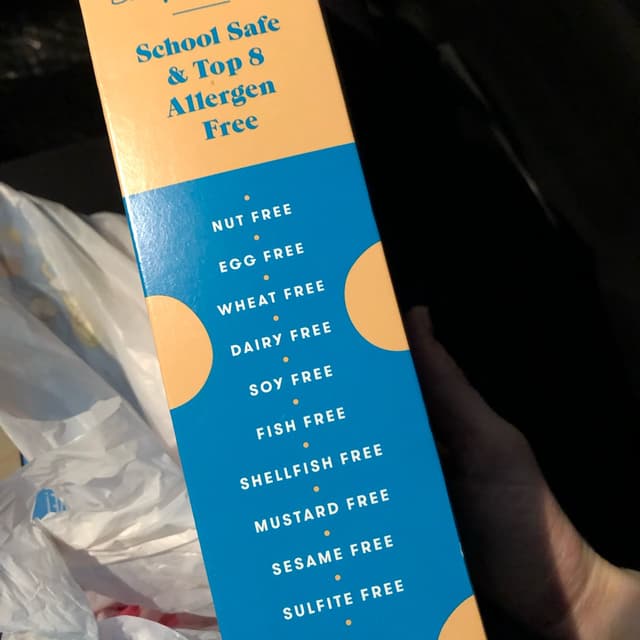 School Safe
& Top 8
Allergen
Free
NUT FREE
EGG FREE
WHEAT FREE
DAIRY FREE
SOY FREE
FISH FREE
SHELLFISH FREE
MUSTARD FREE
SESAME FREE
SULFITE FREE